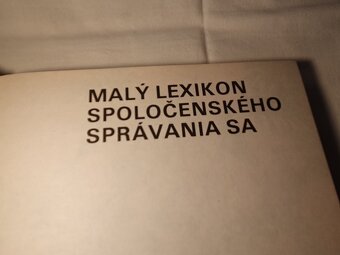 MALÝ LEXIKON
SPOLOČENSKÉHO
SPRÁVANIA SA